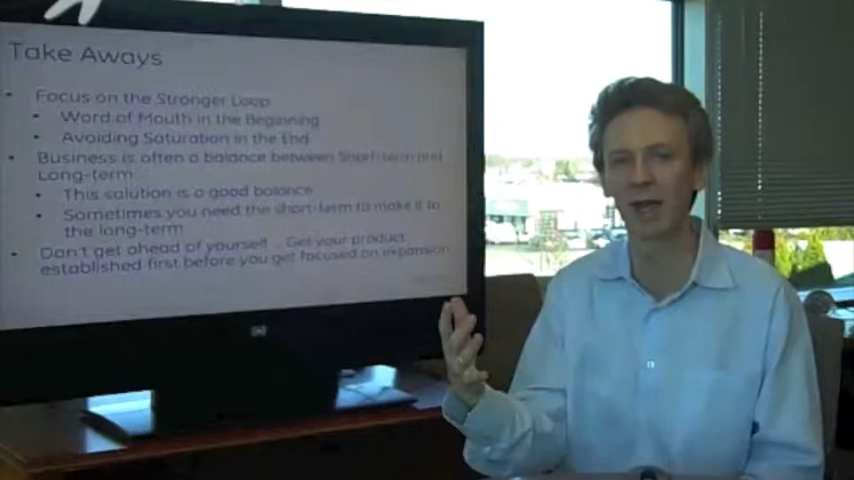 Take Aways
Focus on the Stronger Loop
Word of Mouth in the Beginning
Avoiding Saturation in the End
Business is often a balance between Short-term and
Long-term
This solution is a good balance
Sometimes you need the short-term to make it to
the long-term
Don't get ahead of yourself... Get your product
established first before you get focused on expansion